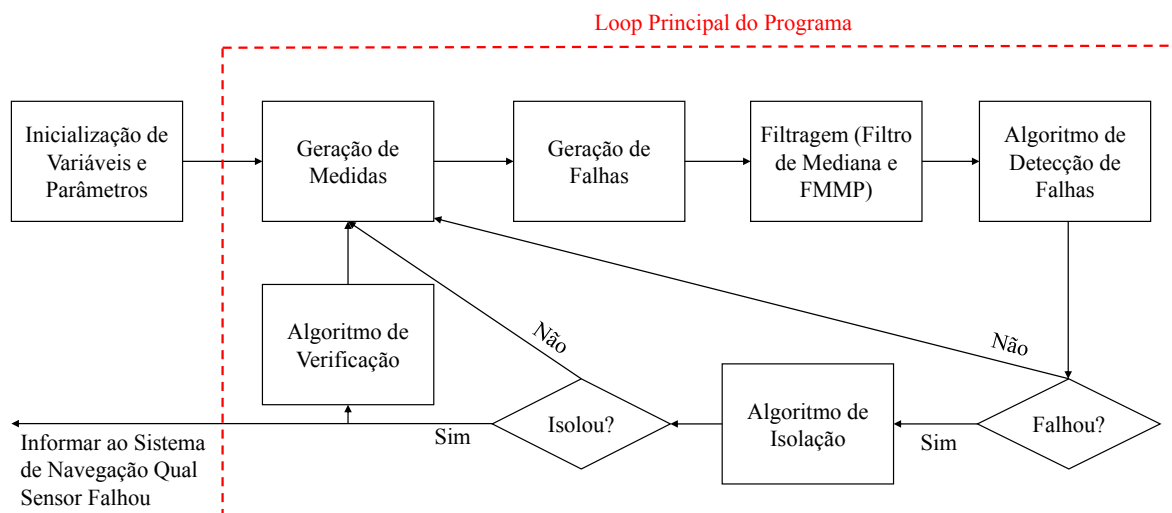 Loop Principal do Programa
Inicialização de
Variáveis e
Parâmetros
Geração de
Medidas
Geração de
Falhas
Filtragem (Filtro
de Mediana e
FMMP)
Algoritmo de
Detecção de
Falhas
Algoritmo de
Verificação
Não
Não
Isolou?
Sim
Algoritmo de
Isolação
Sim
Falhou?
Informar ao Sistema
de Navegação Qual
Sensor Falhou